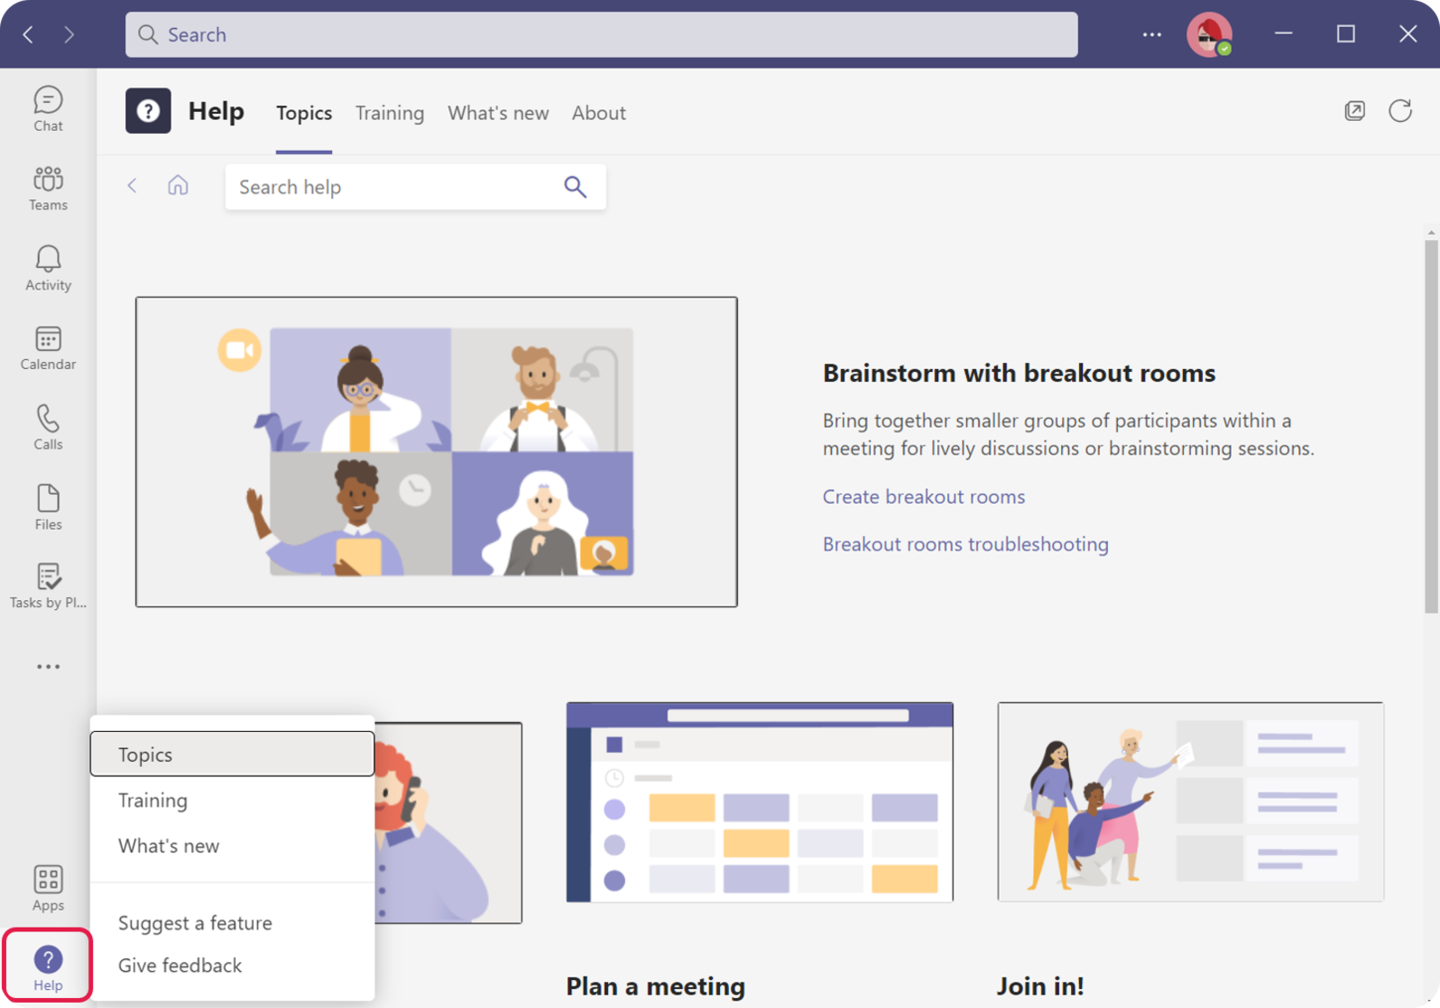 Search
Chat
Teams
Activity
Calendar
Calls
Files
Tasks by Pl...
Apps
Help
Help
Topics
Training
What's new
About
Search help
Brainstorm with breakout rooms
Bring together smaller groups of participants within a
meeting for lively discussions or brainstorming sessions.
Create breakout rooms
Breakout rooms troubleshooting
Topics
Training
What's new
Suggest a feature
Give feedback
Plan a meeting
Join in!